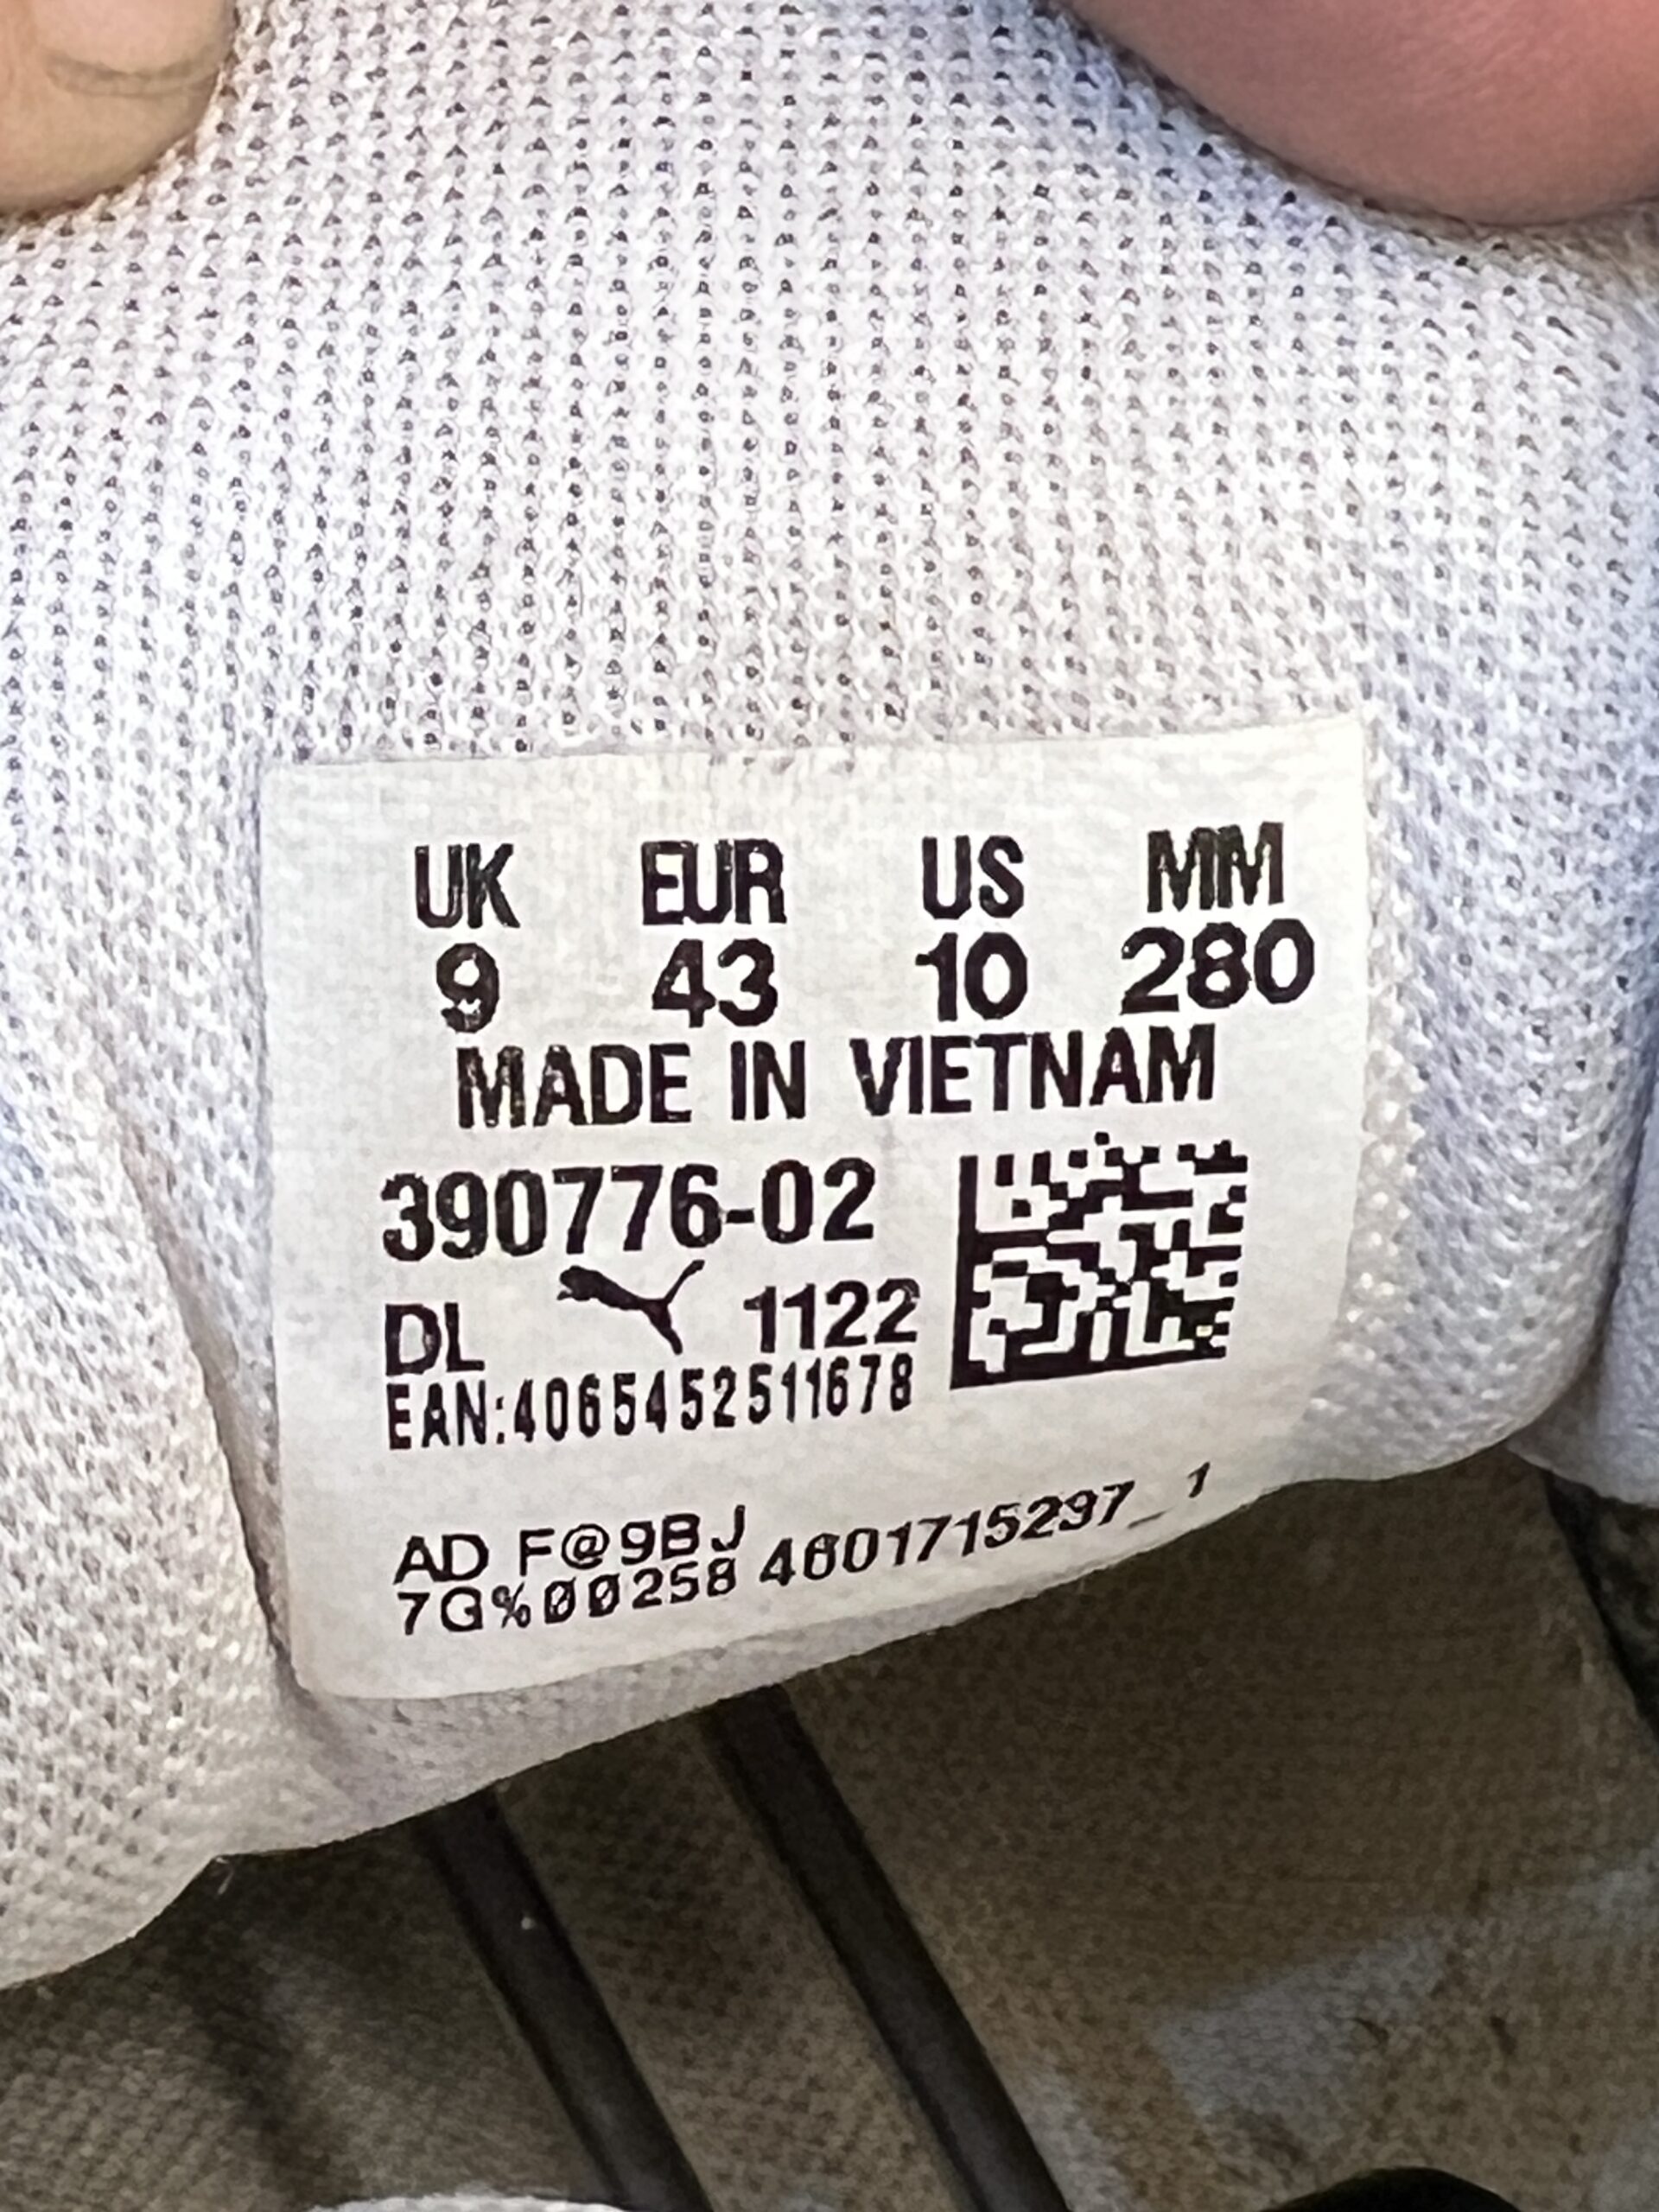 UK EUR US MM
9 43 10 280
MADE IN VIETNAM
390776-02
DL 1122
EAN:4065452511678
AD F@9BJ
7G%00258 4601715297_1